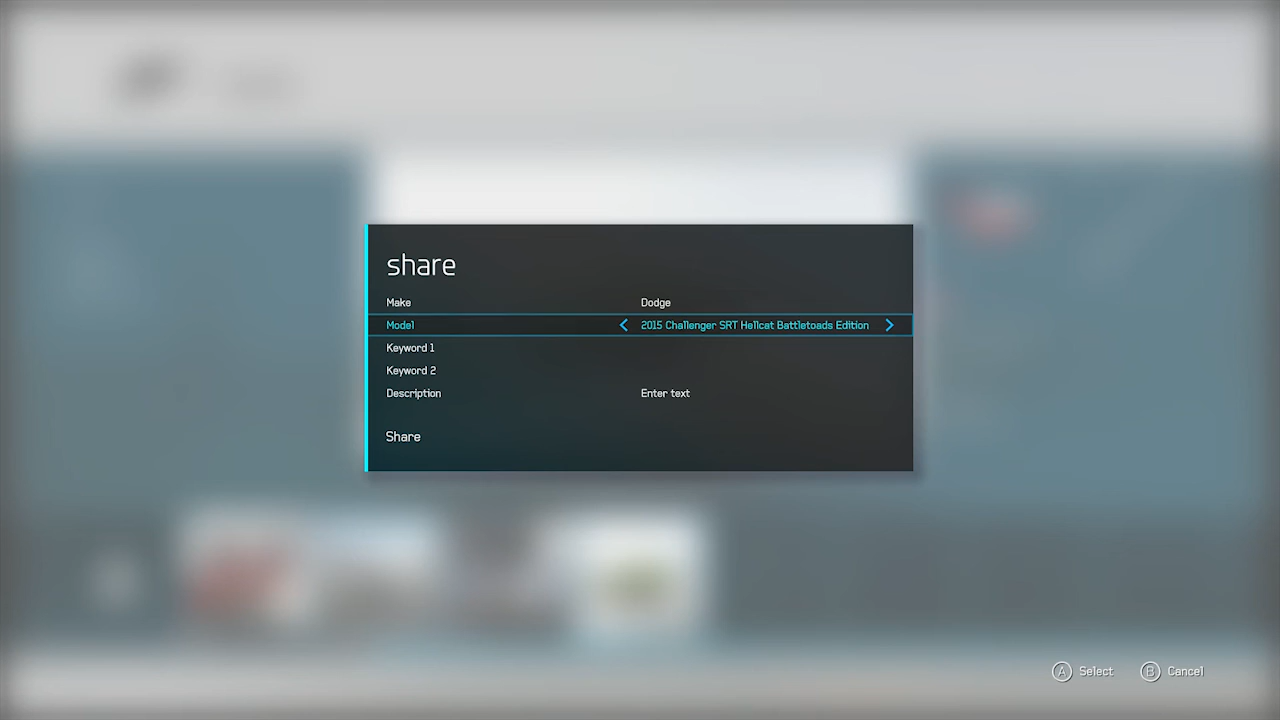 share
Make Dodge
Model 2015 Challenger SRT Hellcat Battletoads Edition
Keyword 1
Keyword 2
Description Enter text
Share
A Select B Cancel